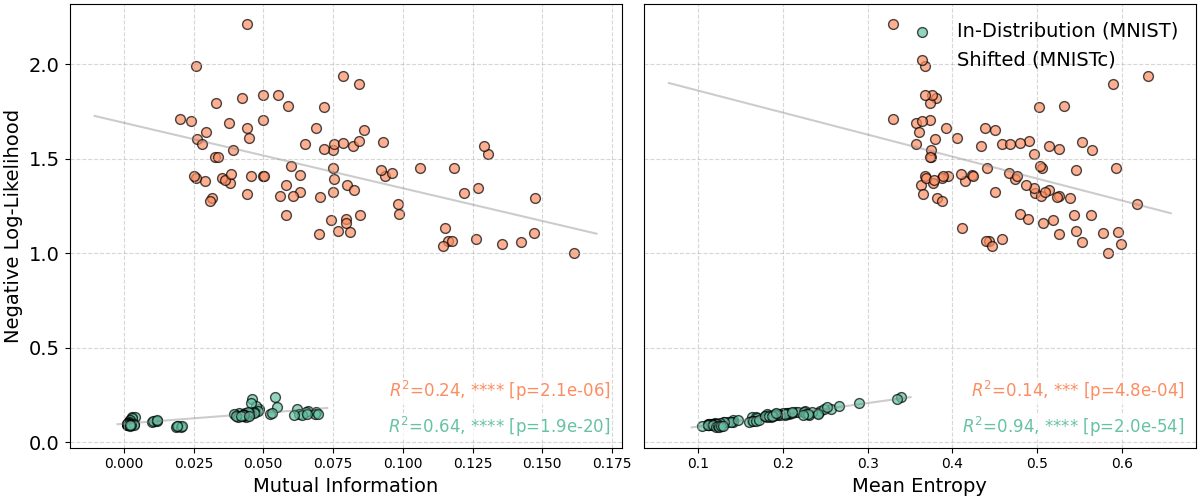 Negative Log-Likelihood
2.0
1.5
1.0
0.5
0.0
R²=0.24, **** [p=2.1e-06]
R²=0.64, **** [p=1.9e-20]
0.000 0.025 0.050 0.075 0.100 0.125 0.150 0.175
Mutual Information
In-Distribution (MNIST)
Shifted (MNISTc)
R²=0.14, *** [p=4.8e-04]
R²=0.94, **** [p=2.0e-54]
0.1 0.2 0.3 0.4 0.5 0.6
Mean Entropy